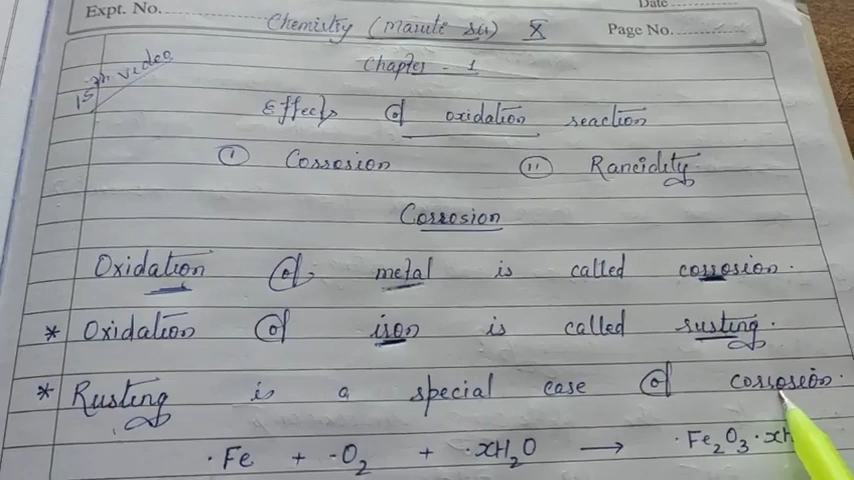 Expt. No. Date
Chemistry (Marute sir) X Page No.
15th video
Chapter - 1
Effects of oxidation reaction
(i) Corrosion (ii) Rancidity
Corrosion
Oxidation of metal is called corrosion.
* Oxidation of iron is called rusting.
* Rusting is a special case of corrosion.
Fe + O₂ + xH₂O → Fe₂O₃·xH